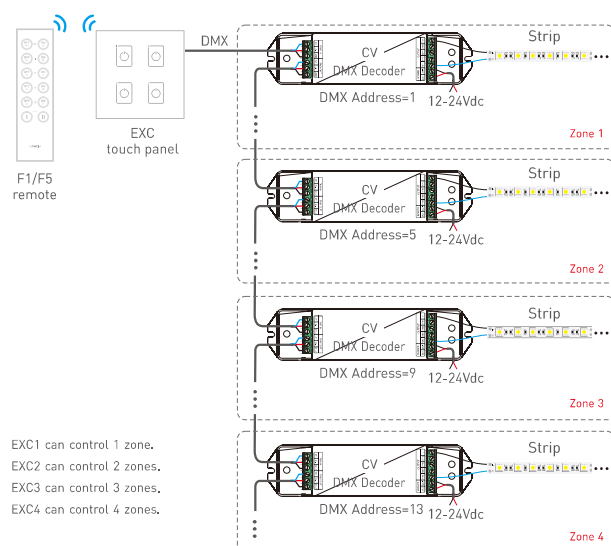 DMX
EXC
touch panel
F1/F5
remote
CV
DMX Decoder
DMX Address=1
12-24Vdc
Strip
Zone 1
CV
DMX Decoder
DMX Address=5
12-24Vdc
Strip
Zone 2
CV
DMX Decoder
DMX Address=9
12-24Vdc
Strip
Zone 3
CV
DMX Decoder
DMX Address=13
12-24Vdc
Strip
Zone 4
EXC1 can control 1 zone.
EXC2 can control 2 zones.
EXC3 can control 3 zones.
EXC4 can control 4 zones.